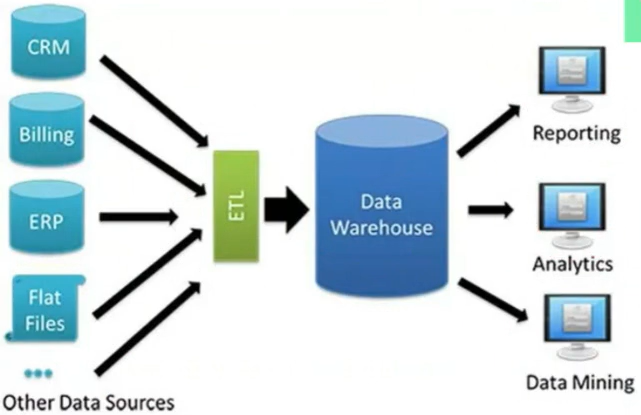 CRM
Billing
ERP
Flat
Files
Other Data Sources
ETL
Data
Warehouse
Reporting
Analytics
Data Mining